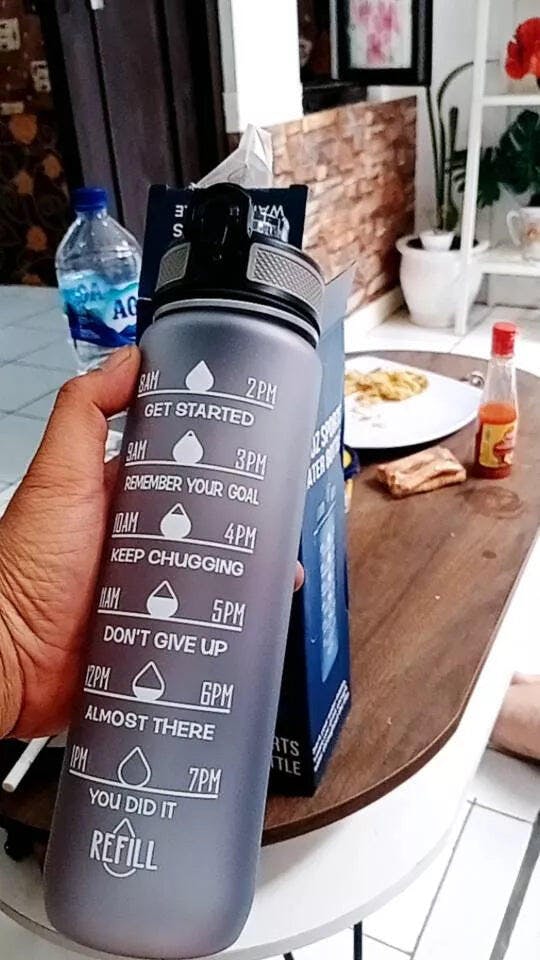 8AM 2PM
GET STARTED
9AM 3PM
REMEMBER YOUR GOAL
10AM 4PM
KEEP CHUGGING
11AM 5PM
DON'T GIVE UP
12PM 6PM
ALMOST THERE
1PM 7PM
YOU DID IT
REFILL